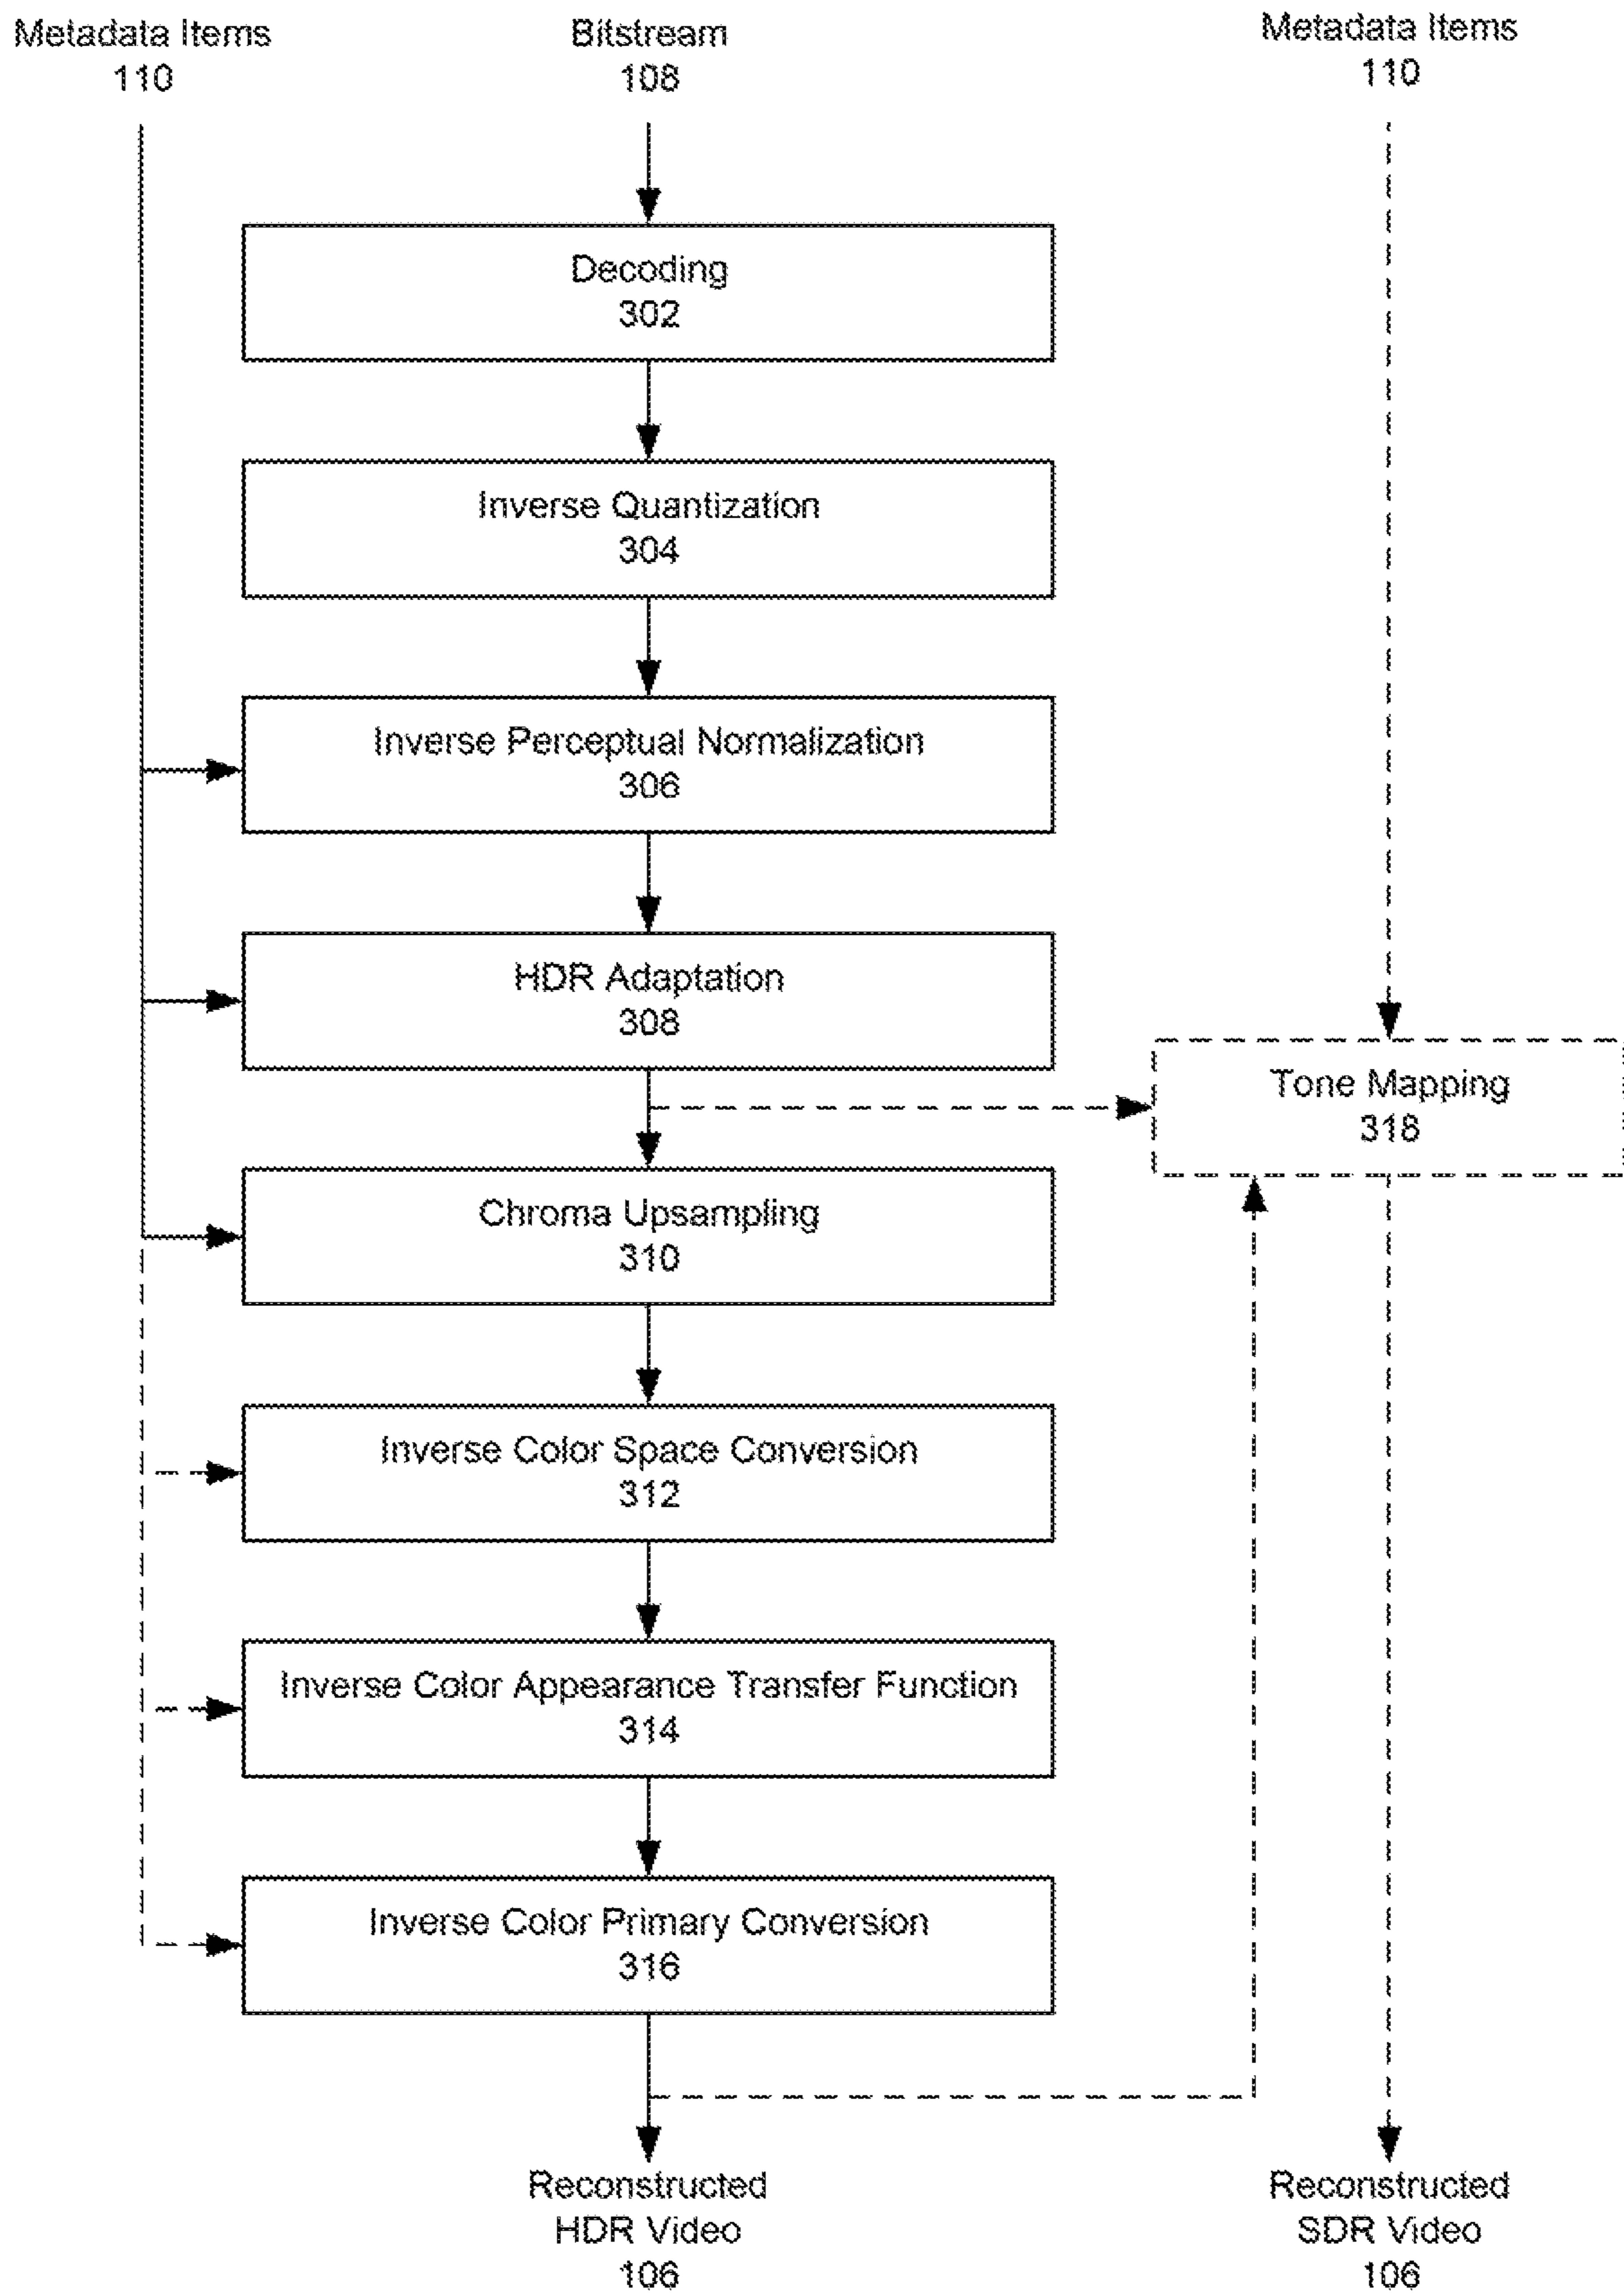 Metadata Items
110
Bitstream
108
Metadata Items
110
Decoding
302
Inverse Quantization
304
Inverse Perceptual Normalization
306
HDR Adaptation
308
Tone Mapping
318
Chroma Upsampling
310
Inverse Color Space Conversion
312
Inverse Color Appearance Transfer Function
314
Inverse Color Primary Conversion
316
Reconstructed
HDR Video
106
Reconstructed
SDR Video
106